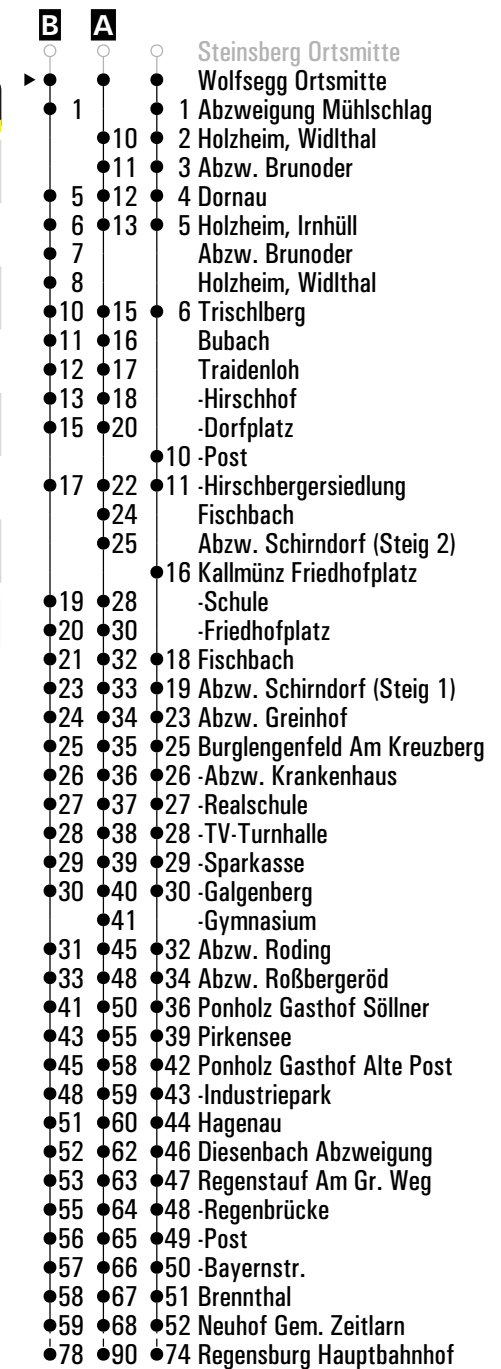 B A
Steinsberg Ortsmitte
Wolfsegg Ortsmitte
1 1 Abzweigung Mühlschlag
10 2 Holzheim, Widlthal
11 3 Abzw. Brunoder
5 12 4 Dornau
6 13 5 Holzheim, Irnhüll
7 Abzw. Brunoder
8 Holzheim, Widlthal
10 15 6 Trischlberg
11 16 Bubach
12 17 Traidenloh
13 18 -Hirschhof
15 20 -Dorfplatz
10 -Post
17 22 11 -Hirschbergersiedlung
24 Fischbach
25 Abzw. Schirndorf (Steig 2)
16 Kallmünz Friedhofplatz
19 28 -Schule
20 30 -Friedhofplatz
21 32 18 Fischbach
23 33 19 Abzw. Schirndorf (Steig 1)
24 34 23 Abzw. Greinhof
25 35 25 Burglengenfeld Am Kreuzberg
26 36 26 -Abzw. Krankenhaus
27 37 27 -Realschule
28 38 28 -TV-Turnhalle
29 39 29 -Sparkasse
30 40 30 -Galgenberg
41 -Gymnasium
31 45 32 Abzw. Roding
33 48 34 Abzw. Roßbergeröd
41 50 36 Ponholz Gasthof Söllner
43 55 39 Pirkensee
45 58 42 Ponholz Gasthof Alte Post
48 59 43 -Industriepark
51 60 44 Hagenau
52 62 46 Diesenbach Abzweigung
53 63 47 Regenstauf Am Gr. Weg
55 64 48 -Regenbrücke
56 65 49 -Post
57 66 50 -Bayernstr.
58 67 51 Brennthal
59 68 52 Neuhof Gem. Zeitlarn
78 90 74 Regensburg Hauptbahnhof